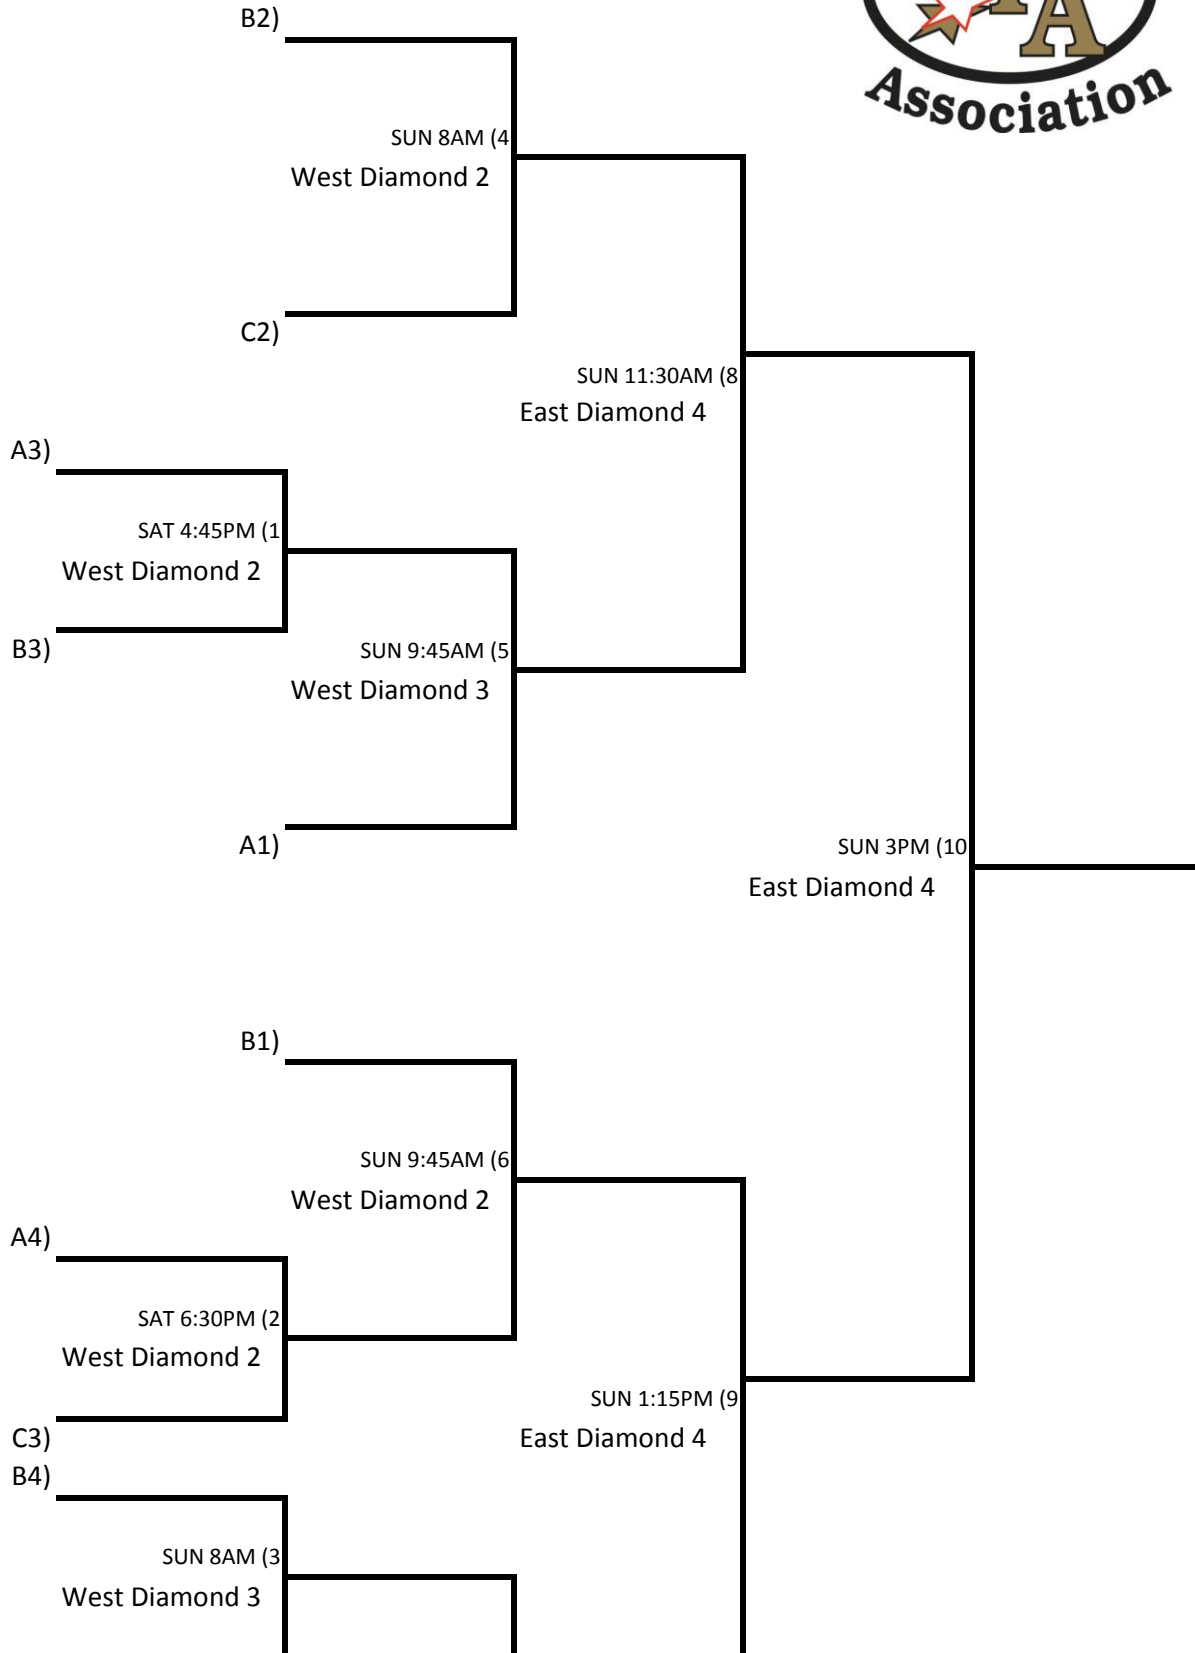 B2)
A
Association
SUN 8AM (4
West Diamond 2
C2)
SUN 11:30AM (8
East Diamond 4
A3)
SAT 4:45PM (1
West Diamond 2
B3)
SUN 9:45AM (5
West Diamond 3
A1)
SUN 3PM (10
East Diamond 4
B1)
SUN 9:45AM (6
West Diamond 2
A4)
SAT 6:30PM (2
West Diamond 2
SUN 1:15PM (9
East Diamond 4
C3)
B4)
SUN 8AM (3
West Diamond 3